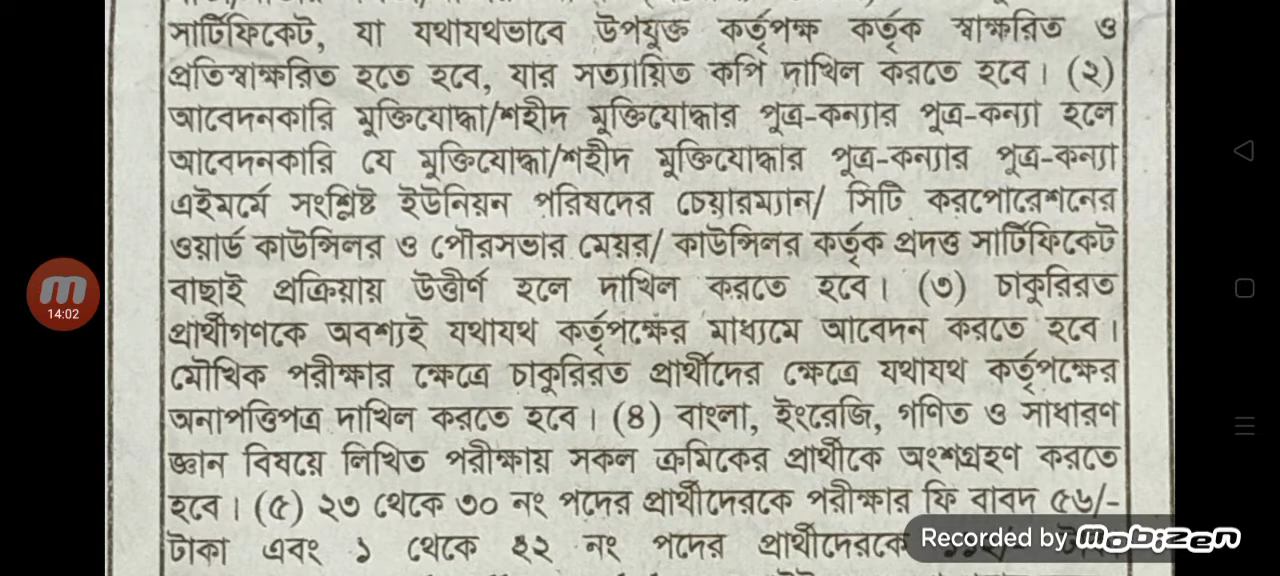 সার্টিফিকেট, যা যথাযথভাবে উপযুক্ত কর্তৃপক্ষ কর্তৃক স্বাক্ষরিত ও
প্রতিস্বাক্ষরিত হতে হবে, যার সত্যায়িত কপি দাখিল করতে হবে। (২)
আবেদনকারি মুক্তিযোদ্ধা/শহীদ মুক্তিযোদ্ধার পুত্র-কন্যার পুত্র-কন্যা হলে
আবেদনকারি যে মুক্তিযোদ্ধা/শহীদ মুক্তিযোদ্ধার পুত্র-কন্যার পুত্র-কন্যা
এইমর্মে সংশ্লিষ্ট ইউনিয়ন পরিষদের চেয়ারম্যান/ সিটি করপোরেশনের
ওয়ার্ড কাউন্সিলর ও পৌরসভার মেয়র/ কাউন্সিলর কর্তৃক প্রদত্ত সার্টিফিকেট
বাছাই প্রক্রিয়ায় উত্তীর্ণ হলে দাখিল করতে হবে। (৩) চাকুরিরত
14:02
প্রার্থীগণকে অবশ্যই যথাযথ কর্তৃপক্ষের মাধ্যমে আবেদন করতে হবে।
মৌখিক পরীক্ষার ক্ষেত্রে চাকুরিরত প্রার্থীদের ক্ষেত্রে যথাযথ কর্তৃপক্ষের
অনাপত্তিপত্র দাখিল করতে হবে। (৪) বাংলা, ইংরেজি, গণিত ও সাধারণ
জ্ঞান বিষয়ে লিখিত পরীক্ষায় সকল ক্রমিকের প্রার্থীকে অংশগ্রহণ করতে
হবে। (৫) ২৩ থেকে ৩০ নং পদের প্রার্থীদেরকে পরীক্ষার ফি বাবদ ৫৬/-
টাকা এবং ১ থেকে ২২ নং পদের প্রার্থীদেরকে
Recorded by mobizen